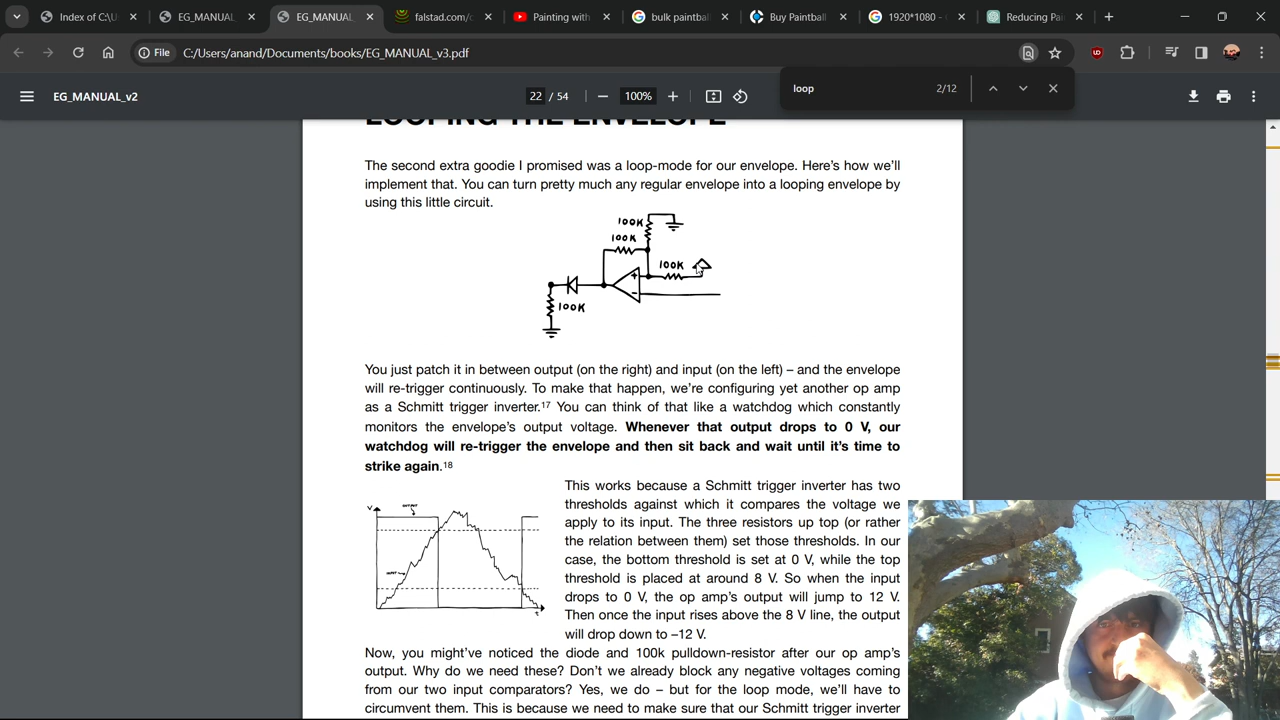 Index of C:\U
EG_MANUAL
EG_MANUAL
falstad.com/c
Painting with
bulk paintball
Buy Paintball
1920*1080 -
Reducing Pa
File C:/Users/anand/Documents/books/EG_MANUAL_v3.pdf
loop 2/12
EG_MANUAL_v2 22 / 54 100%
LOOPING THE ENVELOPE
The second extra goodie I promised was a loop-mode for our envelope. Here's how we'll
implement that. You can turn pretty much any regular envelope into a looping envelope by
using this little circuit.
100K
100K
100K
+
−
100K
You just patch it in between output (on the right) and input (on the left) – and the envelope
will re-trigger continuously. To make that happen, we're configuring yet another op amp
as a Schmitt trigger inverter.17 You can think of that like a watchdog which constantly
monitors the envelope's output voltage. Whenever that output drops to 0 V, our
watchdog will re-trigger the envelope and then sit back and wait until it's time to
strike again.18
V
OUTPUT
INPUT
t
This works because a Schmitt trigger inverter has two
thresholds against which it compares the voltage we
apply to its input. The three resistors up top (or rather
the relation between them) set those thresholds. In our
case, the bottom threshold is set at 0 V, while the top
threshold is placed at around 8 V. So when the input
drops to 0 V, the op amp's output will jump to 12 V.
Then once the input rises above the 8 V line, the output
will drop down to –12 V.
Now, you might've noticed the diode and 100k pulldown-resistor after our op amp's
output. Why do we need these? Don't we already block any negative voltages coming
from our two input comparators? Yes, we do – but for the loop mode, we'll have to
circumvent them. This is because we need to make sure that our Schmitt trigger inverter